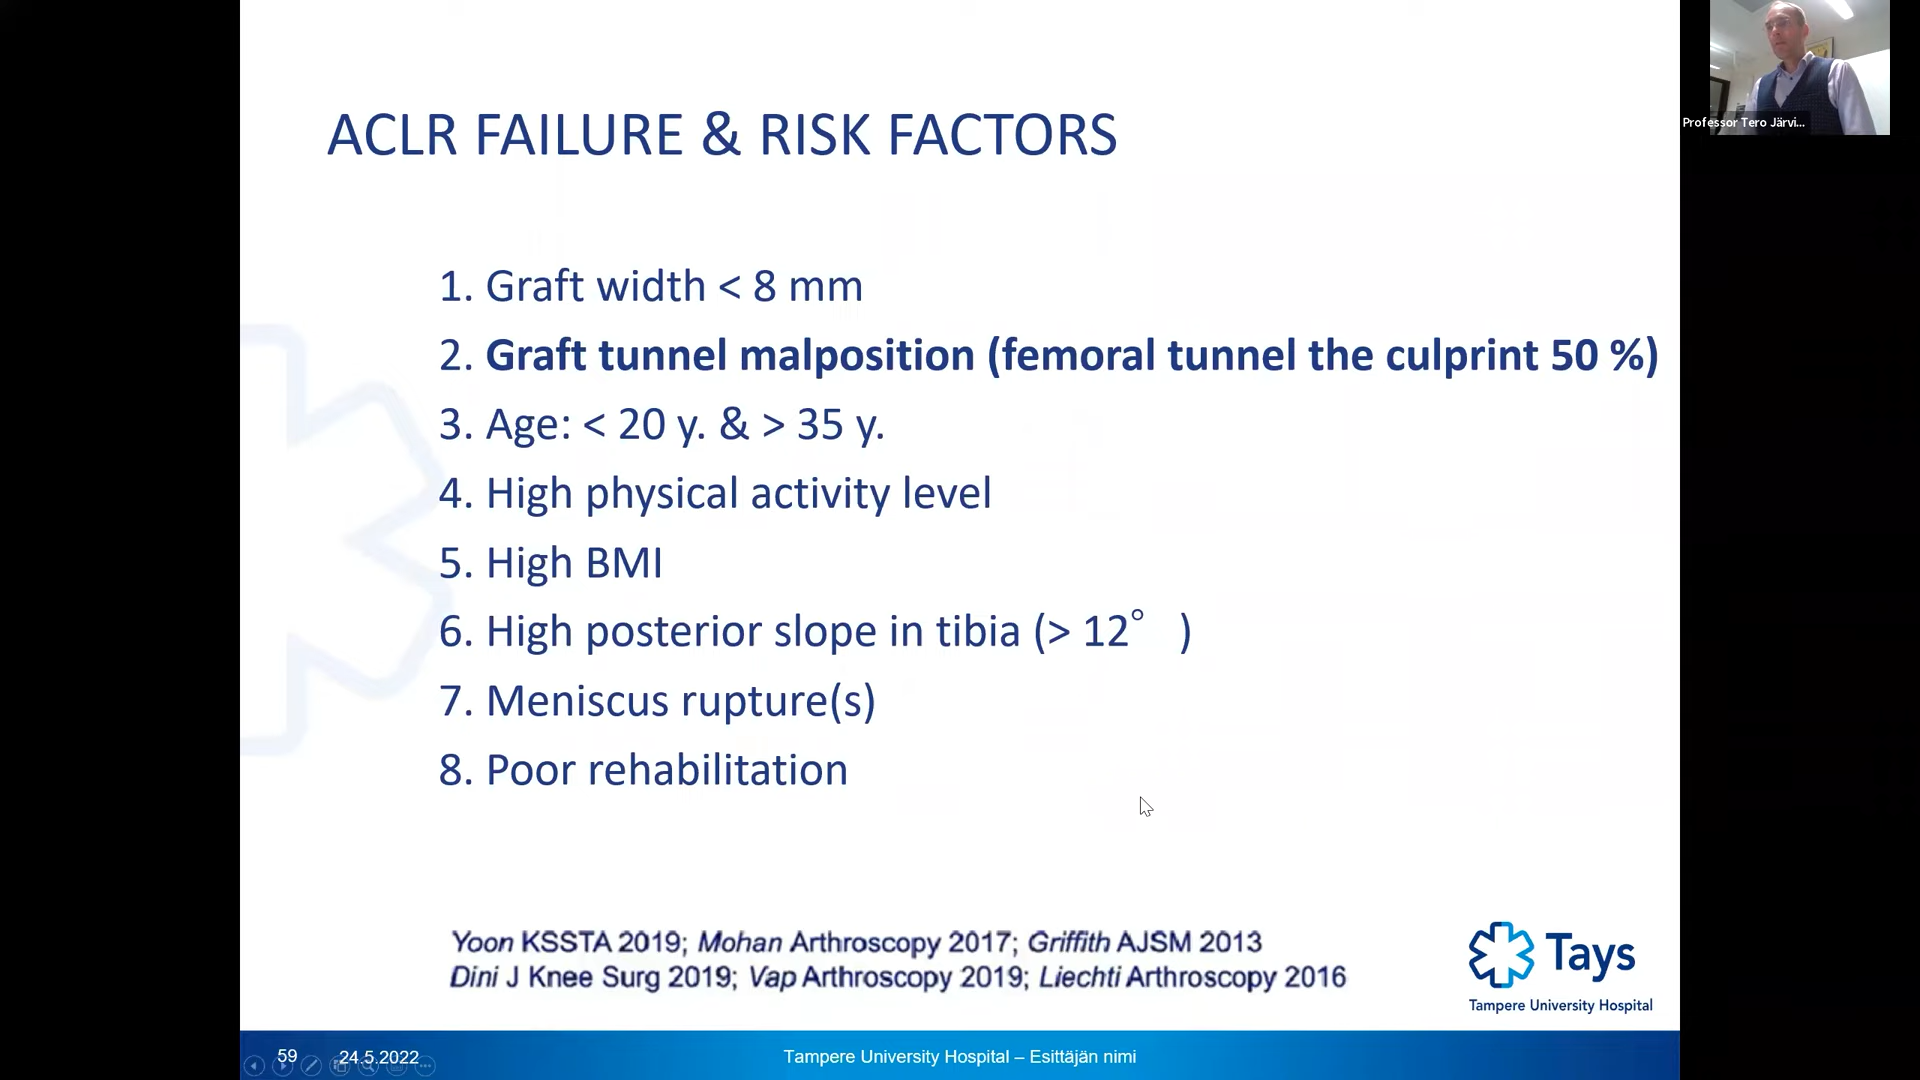 ACLR FAILURE & RISK FACTORS
1. Graft width < 8 mm
2. Graft tunnel malposition (femoral tunnel the culprint 50 %)
3. Age: < 20 y. & > 35 y.
4. High physical activity level
5. High BMI
6. High posterior slope in tibia (> 12° )
7. Meniscus rupture(s)
8. Poor rehabilitation
Yoon KSSTA 2019; Mohan Arthroscopy 2017; Griffith AJSM 2013
Dini J Knee Surg 2019; Vap Arthroscopy 2019; Liechti Arthroscopy 2016
Tays
Tampere University Hospital
59 24.5.2022 Tampere University Hospital – Esittäjän nimi
Professor Tero Järvi...